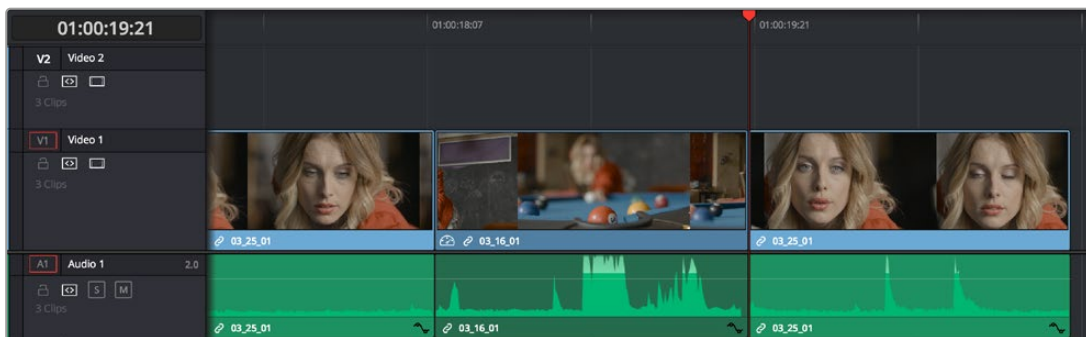 01:00:19:21
01:00:18:07
01:00:19:21
V2 Video 2
3 Clips
V1 Video 1
3 Clips
03_25_01
03_16_01
03_25_01
A1 Audio 1 2.0
S M
3 Clips
03_25_01
03_16_01
03_25_01